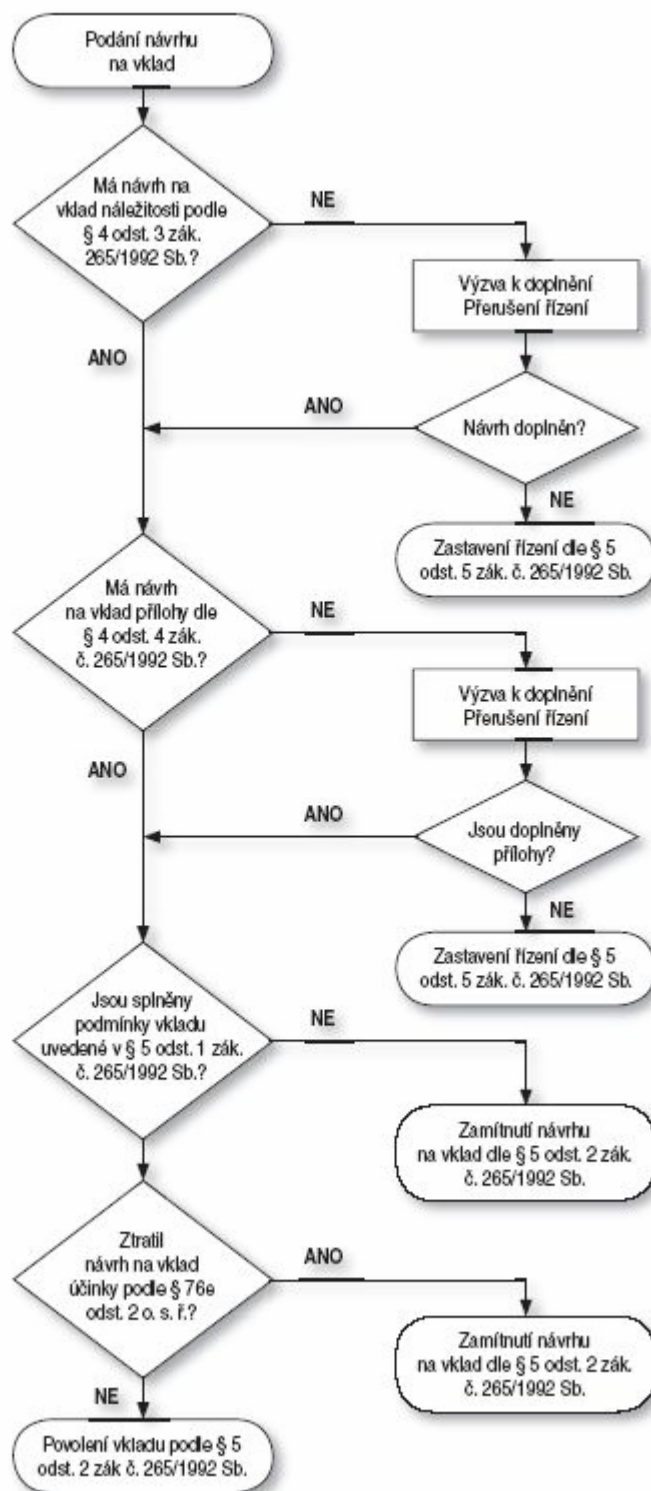 Podání návrhu
na vklad
Má návrh na
vklad náležitosti podle
§ 4 odst. 3 zák.
265/1992 Sb.?
NE
Výzva k doplnění
Přerušení řízení
ANO
ANO
Návrh doplněn?
NE
Zastavení řízení dle § 5
odst. 5 zák. č. 265/1992 Sb.
Má návrh
na vklad přílohy dle
§ 4 odst. 4 zák.
č. 265/1992 Sb.?
NE
Výzva k doplnění
Přerušení řízení
ANO
ANO
Jsou doplněny
přílohy?
NE
Zastavení řízení dle § 5
odst. 5 zák. č. 265/1992 Sb.
Jsou splněny
podmínky vkladu
uvedené v § 5 odst. 1 zák.
č. 265/1992 Sb.?
NE
Zamítnutí návrhu
na vklad dle § 5 odst. 2 zák.
č. 265/1992 Sb.
Ztratil
návrh na vklad
účinky podle § 76e
odst. 2 o. s. ř.?
ANO
Zamítnutí návrhu
na vklad dle § 5 odst. 2 zák.
č. 265/1992 Sb.
NE
Povolení vkladu podle § 5
odst. 2 zák č. 265/1992 Sb.